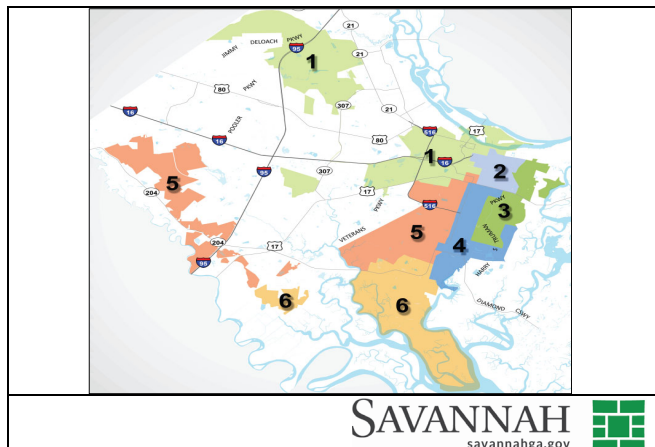 21
JIMMY DELOACH PKWY
95
21
1
80
PKWY
307
21
16
POOLER
80
516
17
16
1
16
95
307
2
5
204
17
PKWY
516
PKWY
3
VETERANS
5
TRUMAN
204
17
4
95
HARRY
6
6
DIAMOND CSWY
SAVANNAH
savannahga.gov